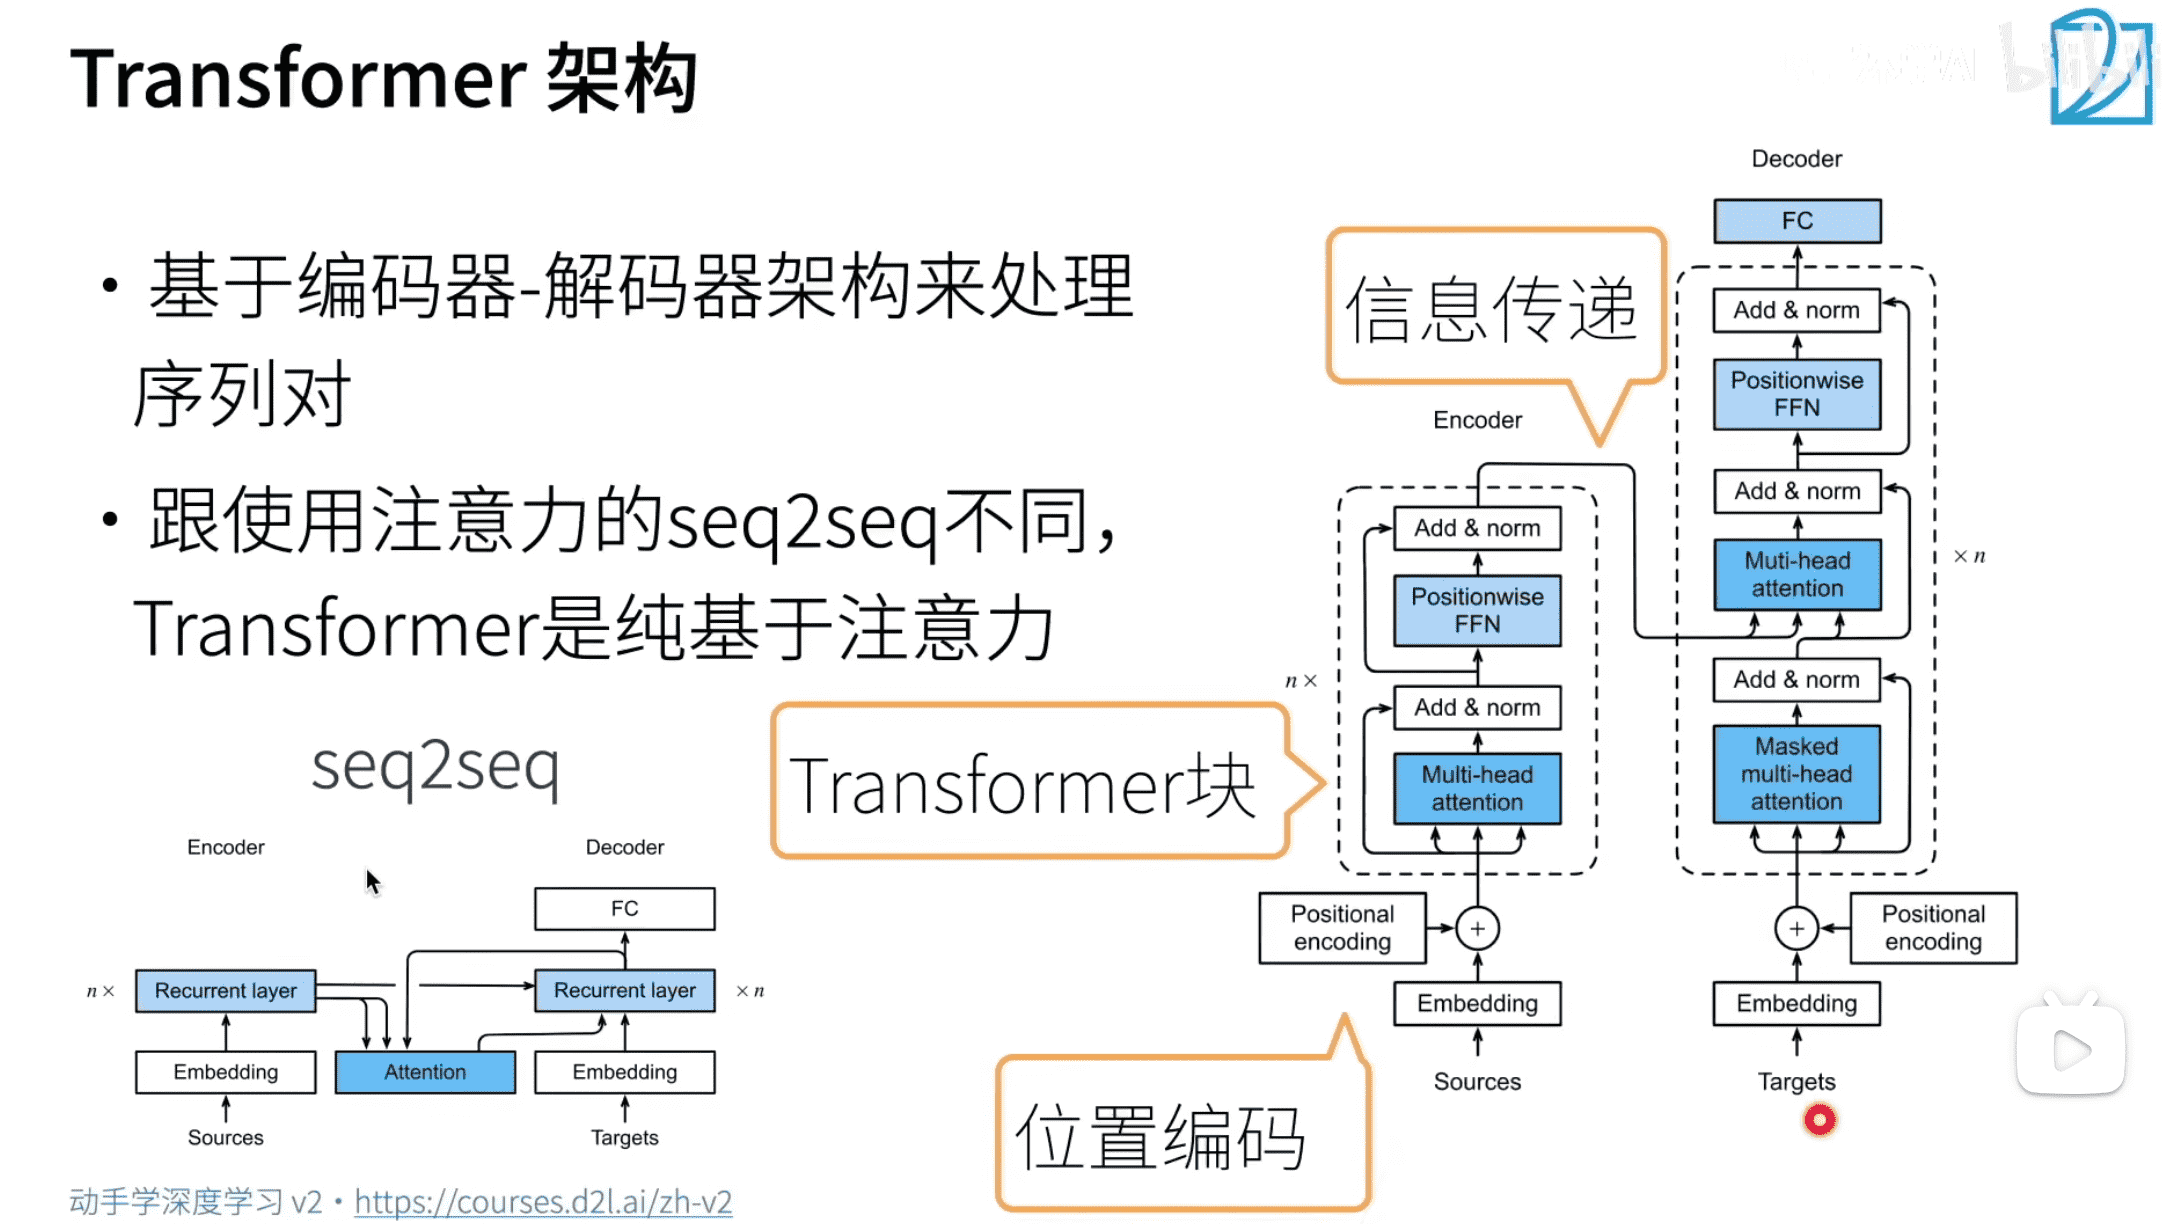 Transformer 架构
bilibili
• 基于编码器-解码器架构来处理
序列对
• 跟使用注意力的seq2seq不同，
Transformer是纯基于注意力
seq2seq
Encoder
Decoder
FC
n ×
Recurrent layer
Recurrent layer
× n
Embedding
Attention
Embedding
Sources
Targets
信息传递
Transformer块
位置编码
Encoder
Add & norm
Positionwise
FFN
n ×
Add & norm
Multi-head
attention
Positional
encoding
+
Embedding
Sources
Decoder
FC
Add & norm
Positionwise
FFN
Add & norm
Muti-head
attention
× n
Add & norm
Masked
multi-head
attention
+
Positional
encoding
Embedding
Targets
动手学深度学习 v2 · https://courses.d2l.ai/zh-v2